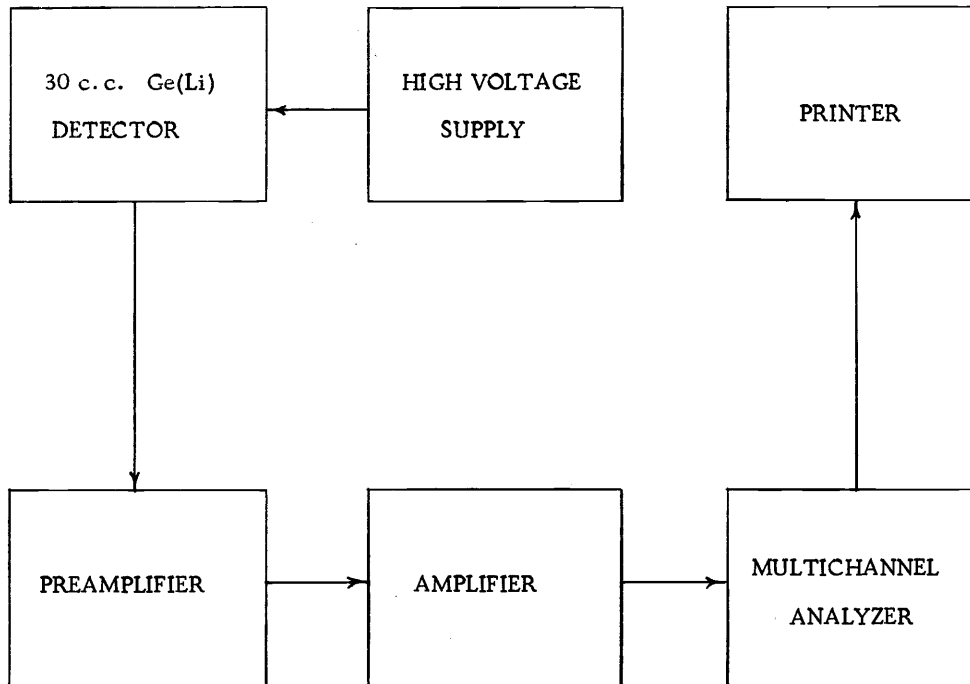 30 c. c. Ge(Li)
DETECTOR
HIGH VOLTAGE
SUPPLY
PRINTER
PREAMPLIFIER
AMPLIFIER
MULTICHANNEL
ANALYZER